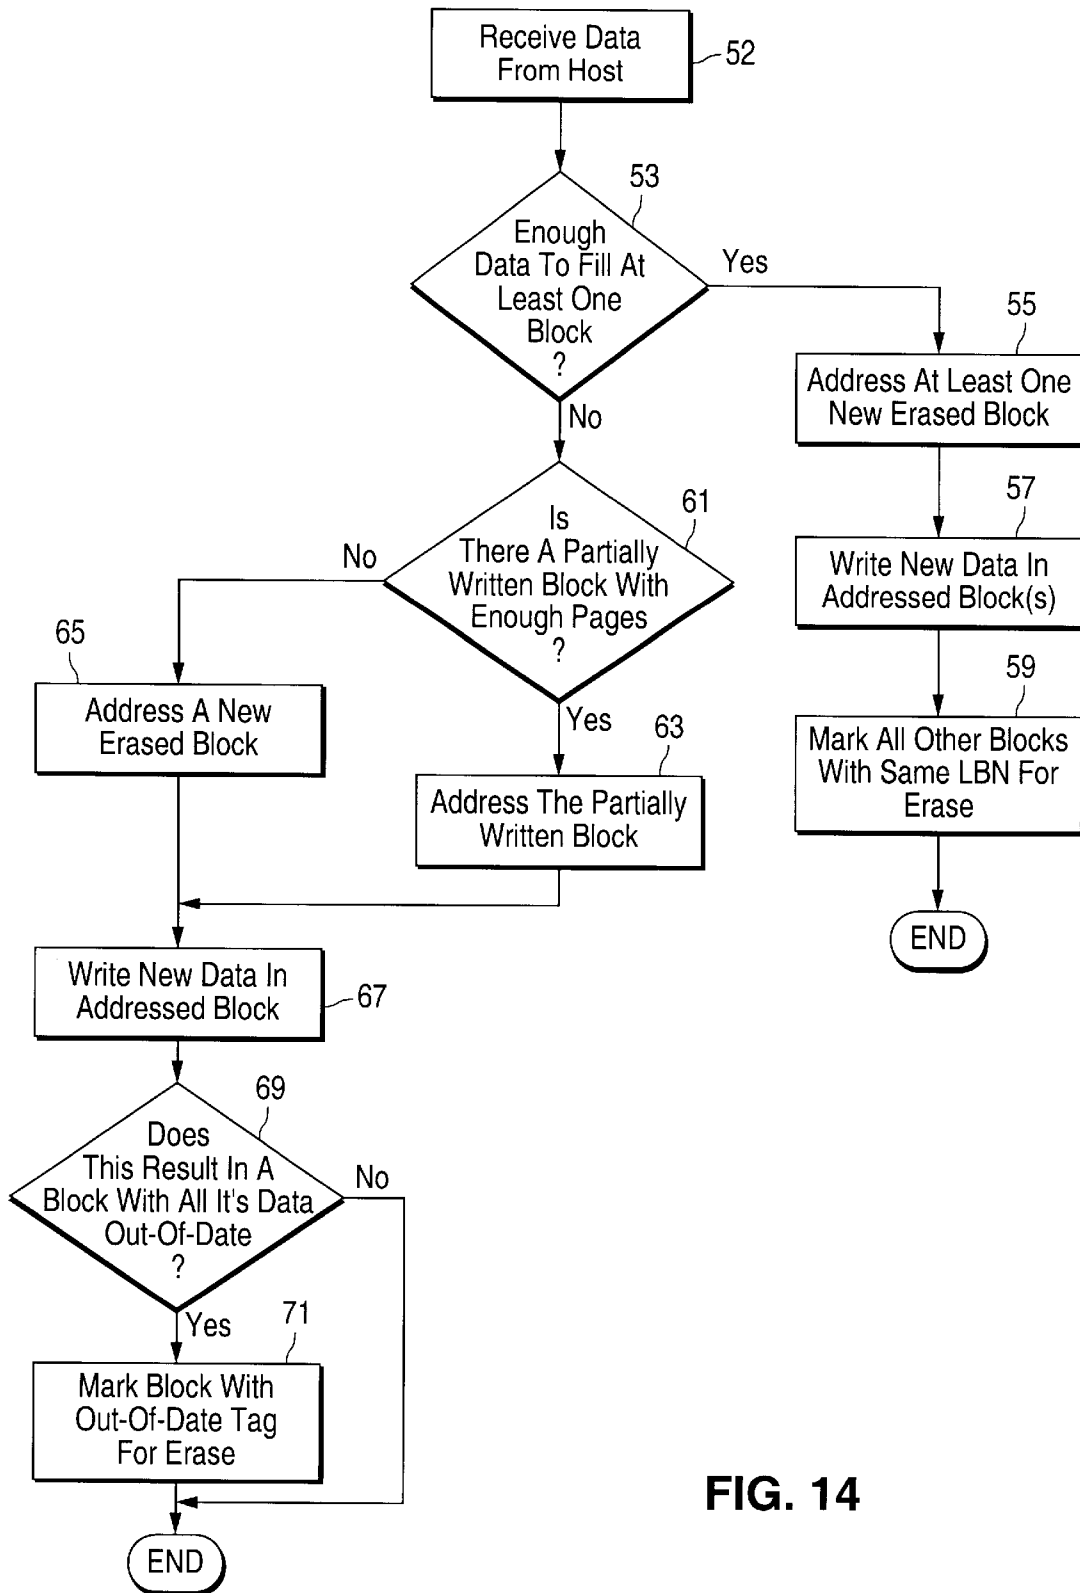 Receive Data
From Host
52
53
Enough
Data To Fill At
Least One
Block
?
Yes
No
55
Address At Least One
New Erased Block
57
Write New Data In
Addressed Block(s)
59
Mark All Other Blocks
With Same LBN For
Erase
END
61
Is
There A Partially
Written Block With
Enough Pages
?
No
Yes
65
Address A New
Erased Block
63
Address The Partially
Written Block
Write New Data In
Addressed Block
67
69
Does
This Result In A
Block With All It's Data
Out-Of-Date
?
No
Yes
71
Mark Block With
Out-Of-Date Tag
For Erase
END
FIG. 14